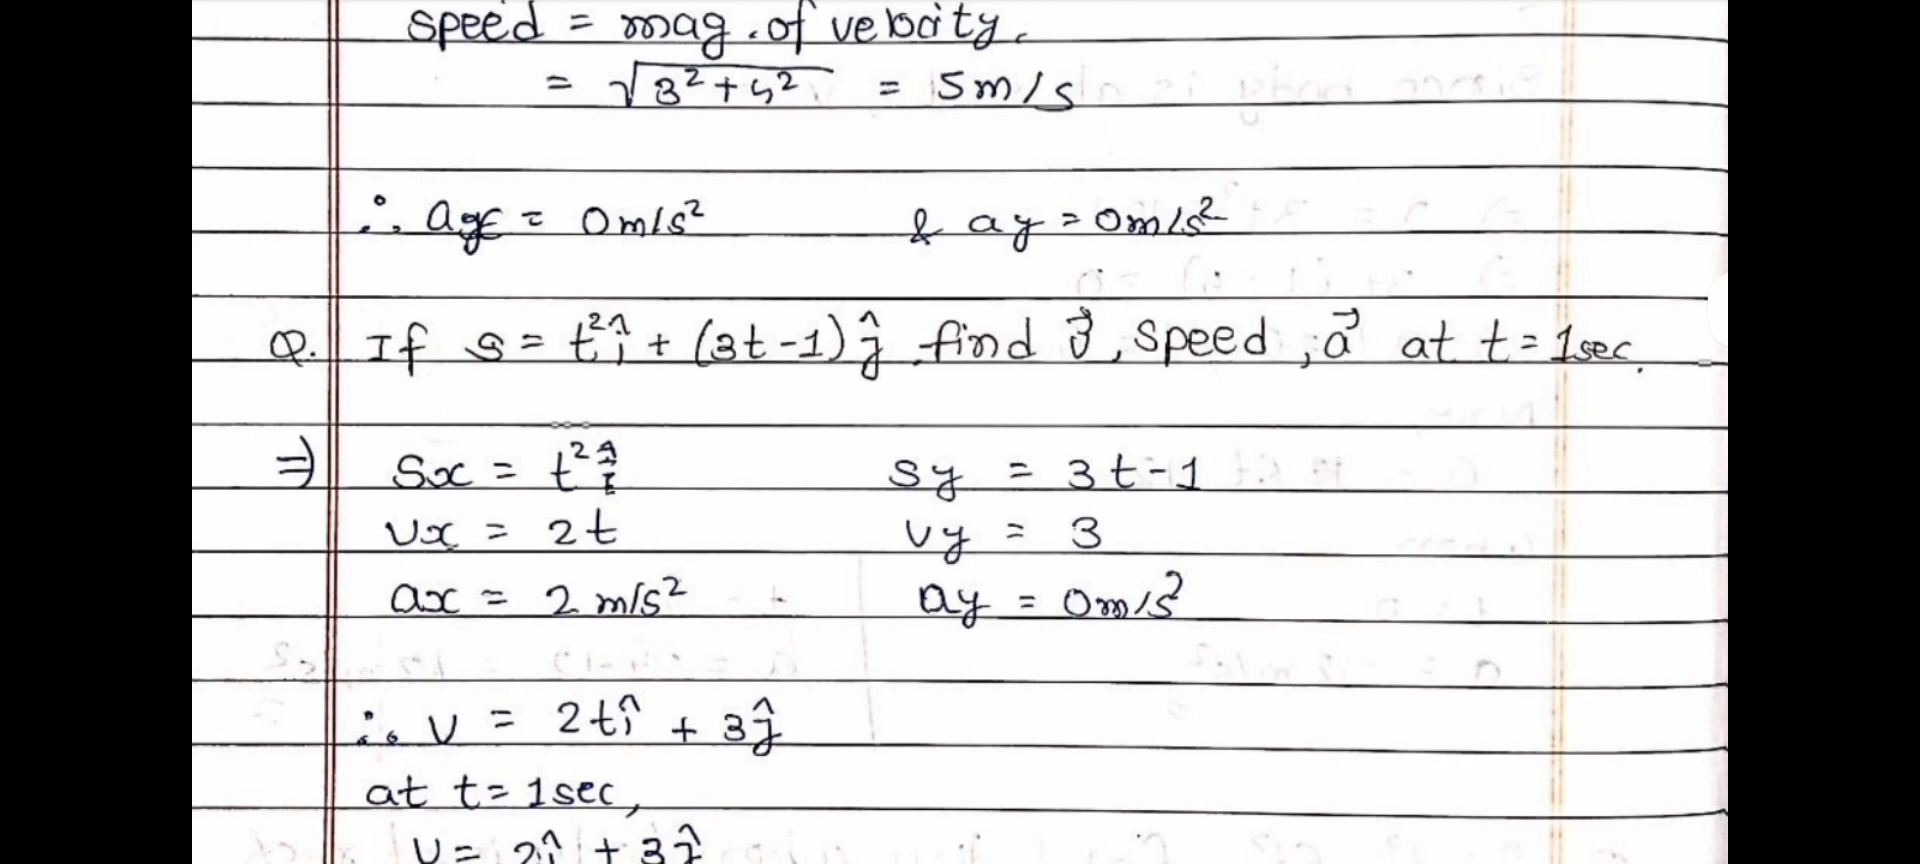 speed = mag. of velocity.
= √3²+4² = 5m/s
∴ ax = 0m/s² & ay = 0m/s²
Q. If s = t²î + (3t-1)ĵ find v⃗, speed, a⃗ at t = 1sec.
⇒ Sx = t²î Sy = 3t-1
Vx = 2t Vy = 3
ax = 2 m/s² ay = 0m/s²
∴ V = 2tî + 3ĵ
at t = 1sec,
V = 2î + 3ĵ